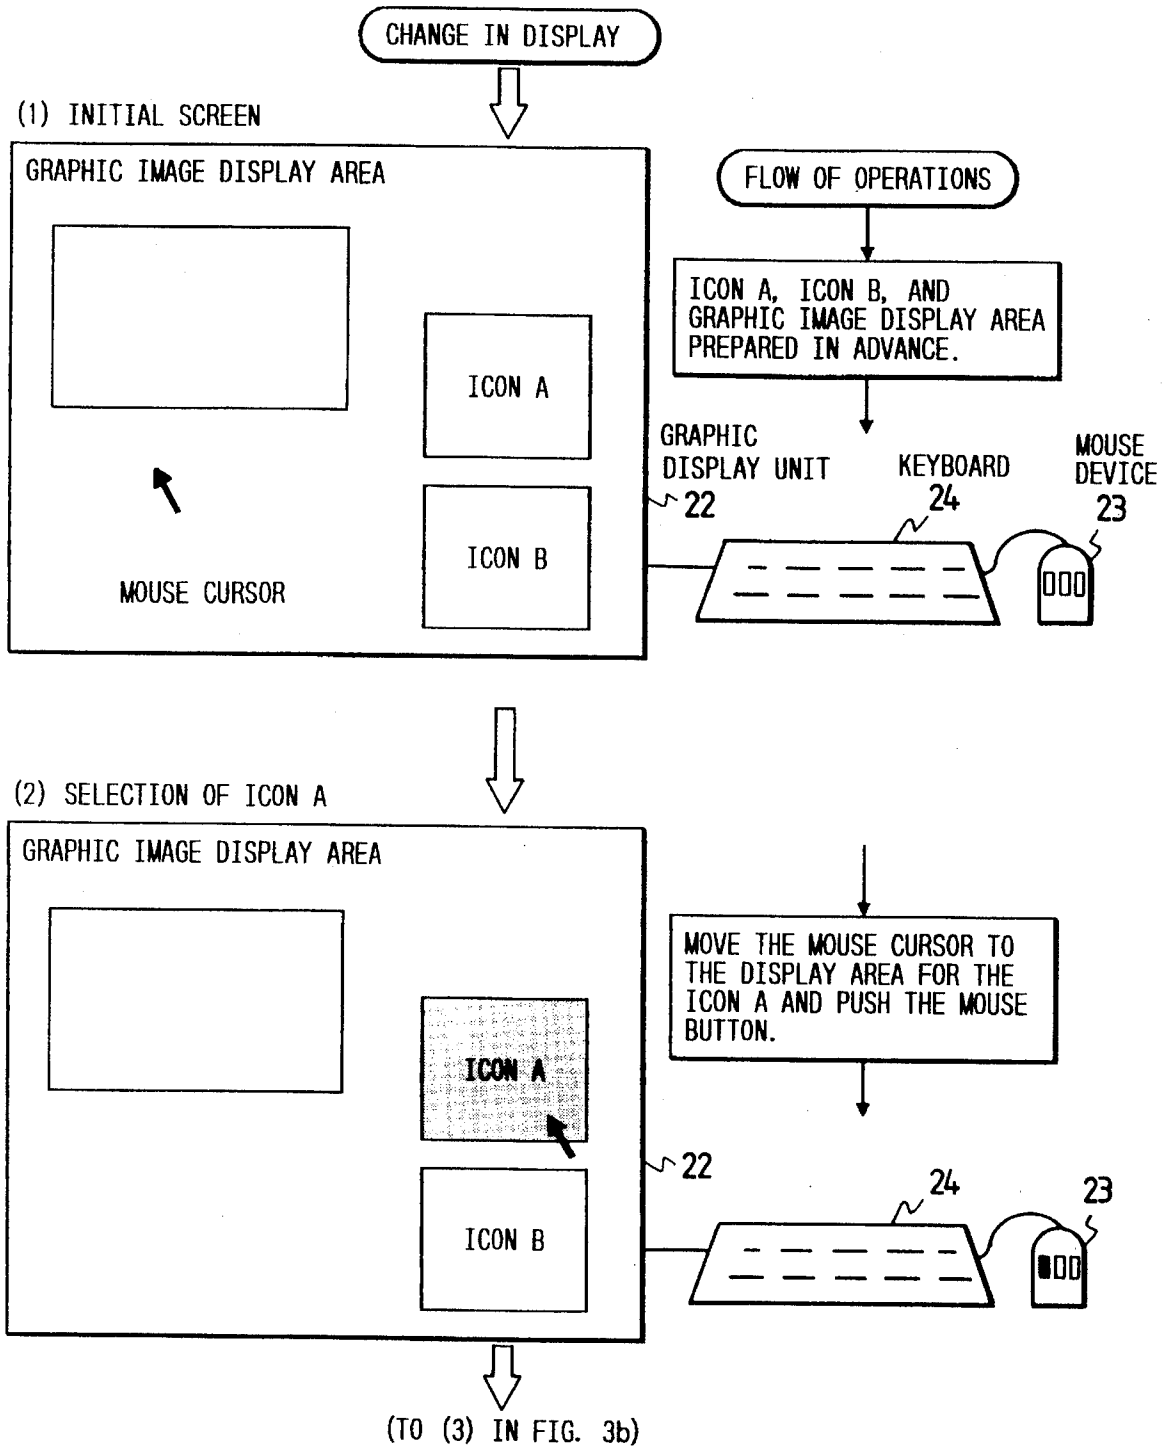 CHANGE IN DISPLAY
(1) INITIAL SCREEN
GRAPHIC IMAGE DISPLAY AREA
ICON A
ICON B
MOUSE CURSOR
FLOW OF OPERATIONS
ICON A, ICON B, AND
GRAPHIC IMAGE DISPLAY AREA
PREPARED IN ADVANCE.
GRAPHIC
DISPLAY UNIT
22
KEYBOARD
24
MOUSE
DEVICE
23
(2) SELECTION OF ICON A
GRAPHIC IMAGE DISPLAY AREA
ICON A
ICON B
MOVE THE MOUSE CURSOR TO
THE DISPLAY AREA FOR THE
ICON A AND PUSH THE MOUSE
BUTTON.
22
24
23
(TO (3) IN FIG. 3b)